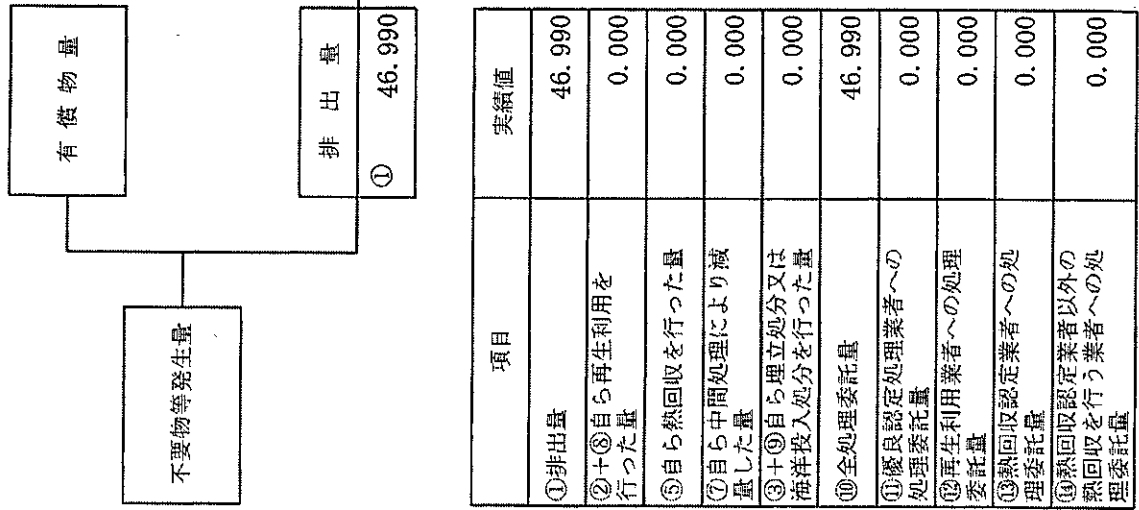 有償物量
不要物等発生量
排出量
① 46.990
項目 実績値
①排出量 46.990
②+⑧自ら再生利用を
行った量 0.000
⑤自ら熱回収を行った量 0.000
⑦自ら中間処理により減
量した量 0.000
③+⑨自ら埋立処分又は
海洋投入処分を行った量 0.000
⑩全処理委託量 46.990
⑪優良認定処理業者への
処理委託量 0.000
⑫再生利用業者への処理
委託量 0.000
⑬熱回収認定業者への処
理委託量 0.000
⑭熱回収認定業者以外の
熱回収を行う業者への処
理委託量 0.000